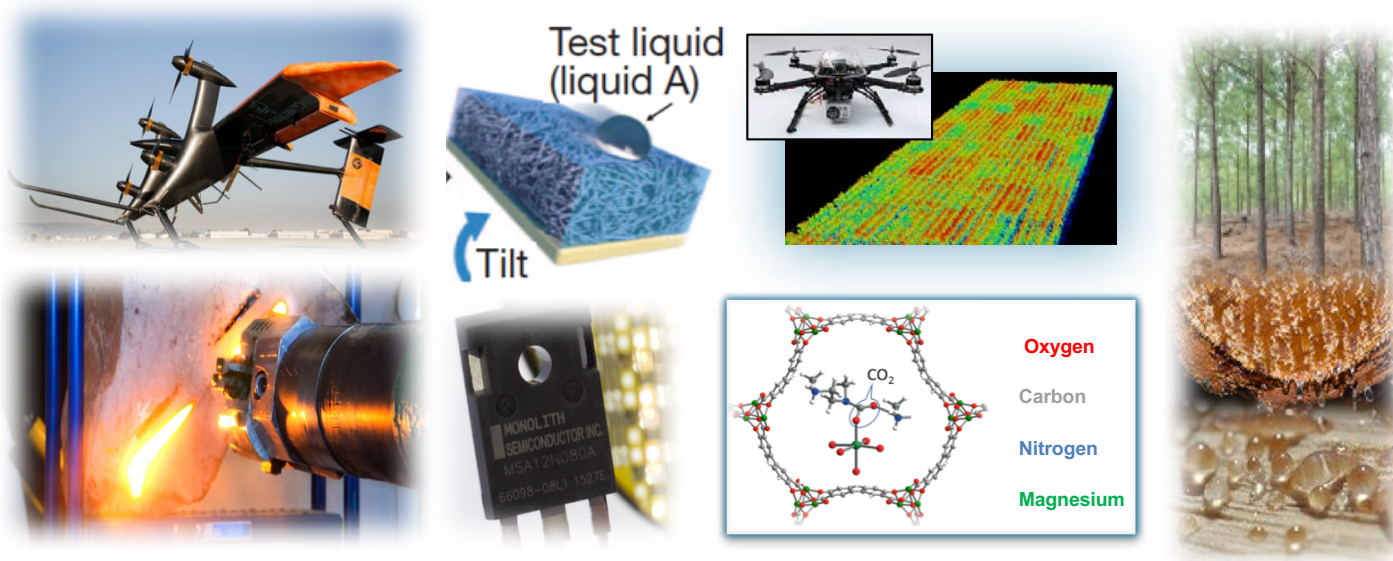 Test liquid
(liquid A)
Tilt
MONOLITH
SEMICONDUCTOR INC.
MSA12N080A
66098-08L1 1527E
CO2
Oxygen
Carbon
Nitrogen
Magnesium